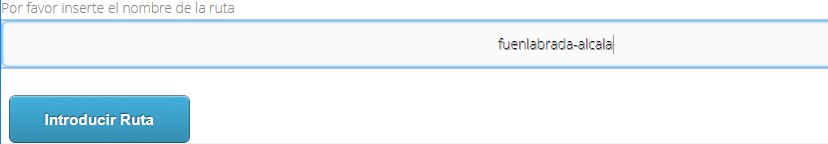 Por favor inserte el nombre de la ruta
fuenlabrada-alcala
Introducir Ruta